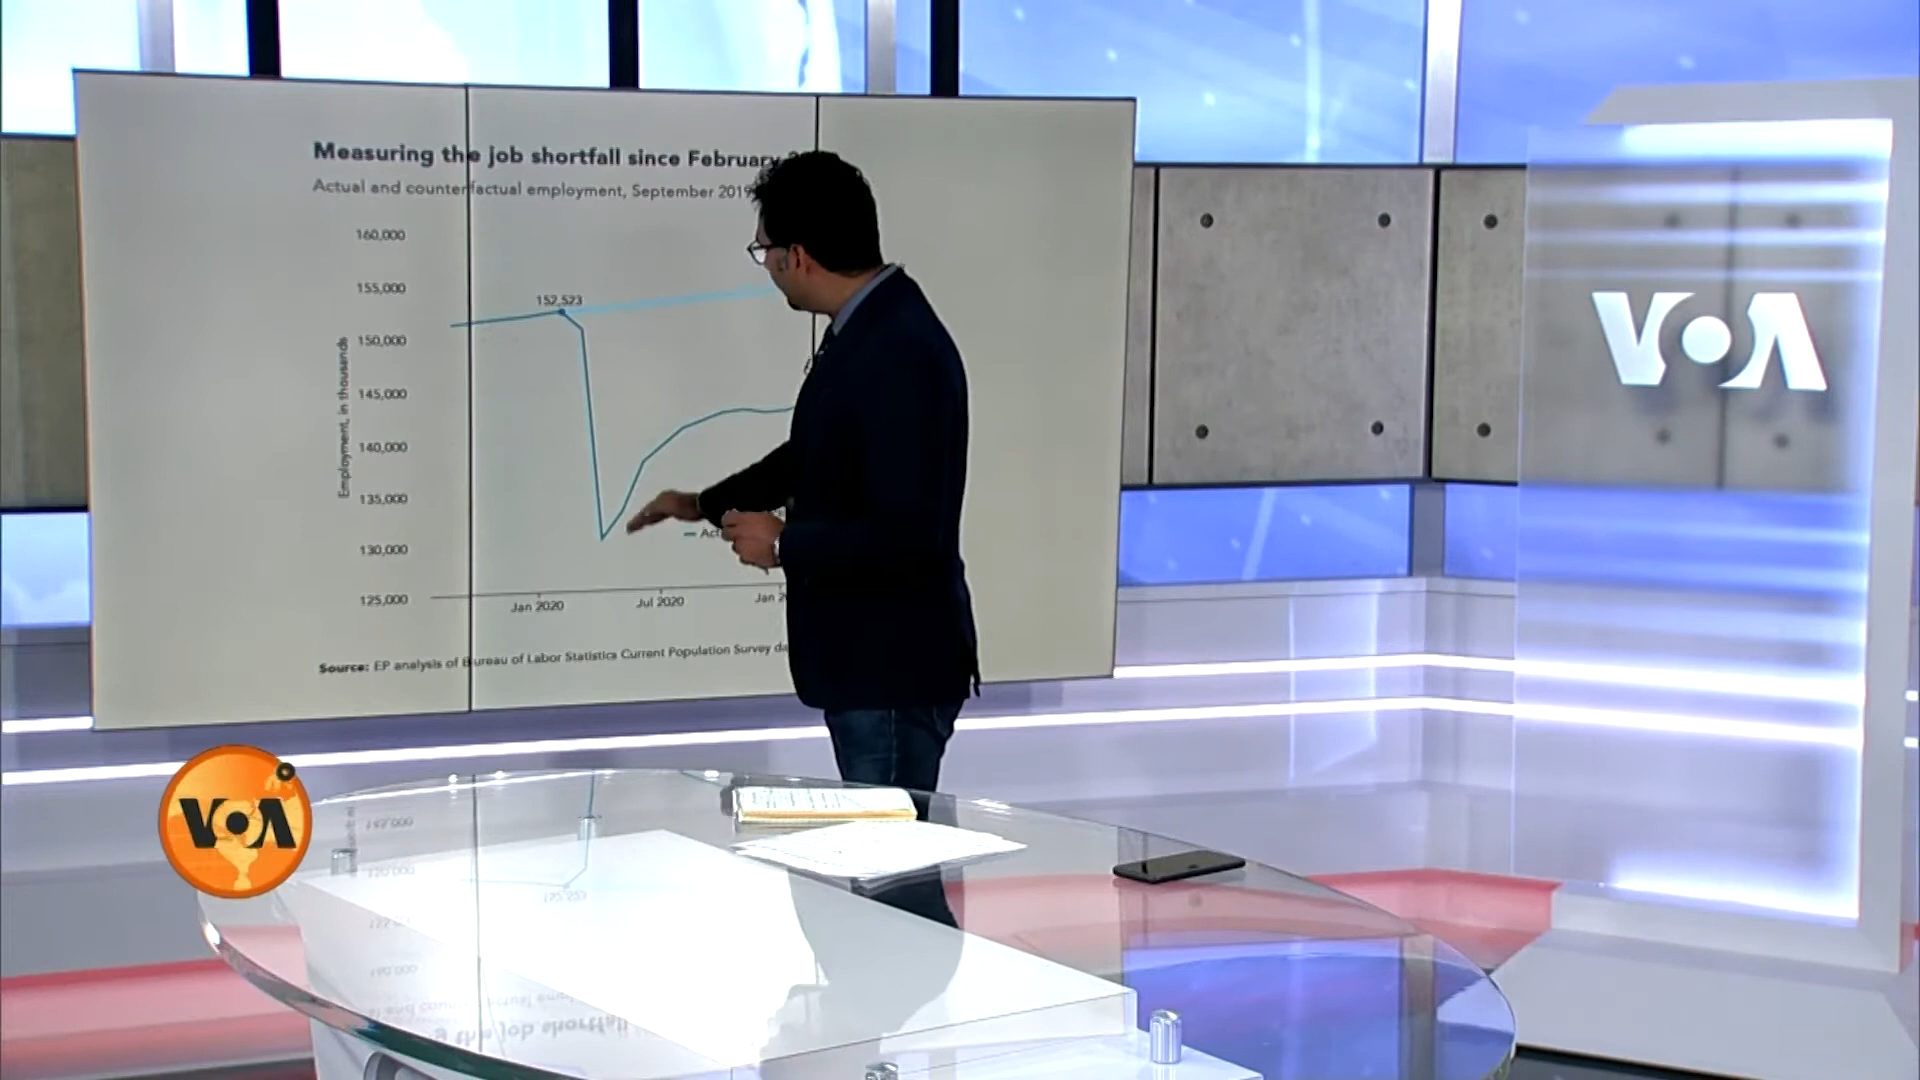 Measuring the job shortfall since February
Actual and counterfactual employment, September 2019
160,000
155,000
152,523
150,000
145,000
140,000
135,000
130,000
125,000
Employment, in thousands
Jan 2020
Jul 2020
Jan
Source: EP analysis of Bureau of Labor Statistics Current Population Survey
VOA
VOA